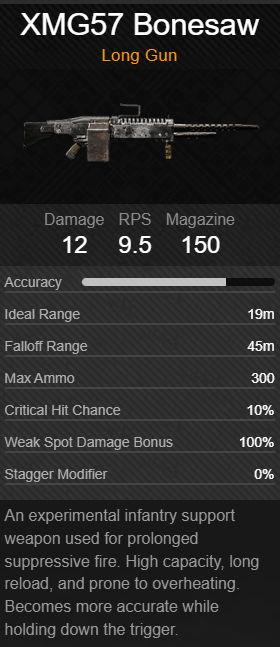 XMG57 Bonesaw
Long Gun
Damage RPS Magazine
12 9.5 150
Accuracy
Ideal Range 19m
Falloff Range 45m
Max Ammo 300
Critical Hit Chance 10%
Weak Spot Damage Bonus 100%
Stagger Modifier 0%
An experimental infantry support
weapon used for prolonged
suppressive fire. High capacity, long
reload, and prone to overheating.
Becomes more accurate while
holding down the trigger.